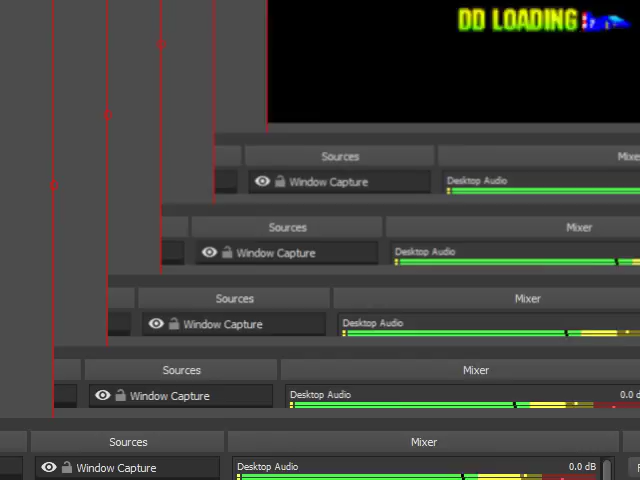 DD LOADING
Sources
Mixe
Window Capture
Desktop Audio
Sources
Mixer
Window Capture
Desktop Audio
Sources
Mixer
Window Capture
Desktop Audio
Sources
Mixer
Window Capture
Desktop Audio
0.0 d
Sources
Mixer
Window Capture
Desktop Audio
0.0 dB